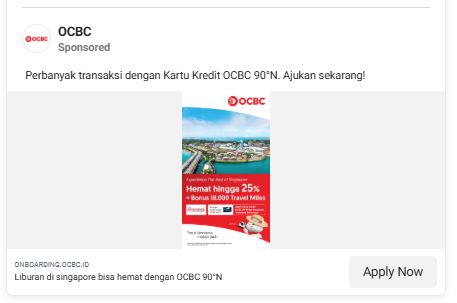 OCBC
OCBC
Sponsored
Perbanyak transaksi dengan Kartu Kredit OCBC 90°N. Ajukan sekarang!
OCBC
Experience The Best of Singapore
Hemat hingga 25%
+ Bonus 18.000 Travel Miles
ONBOARDING.OCBC.ID
Liburan di singapore bisa hemat dengan OCBC 90°N
Apply Now